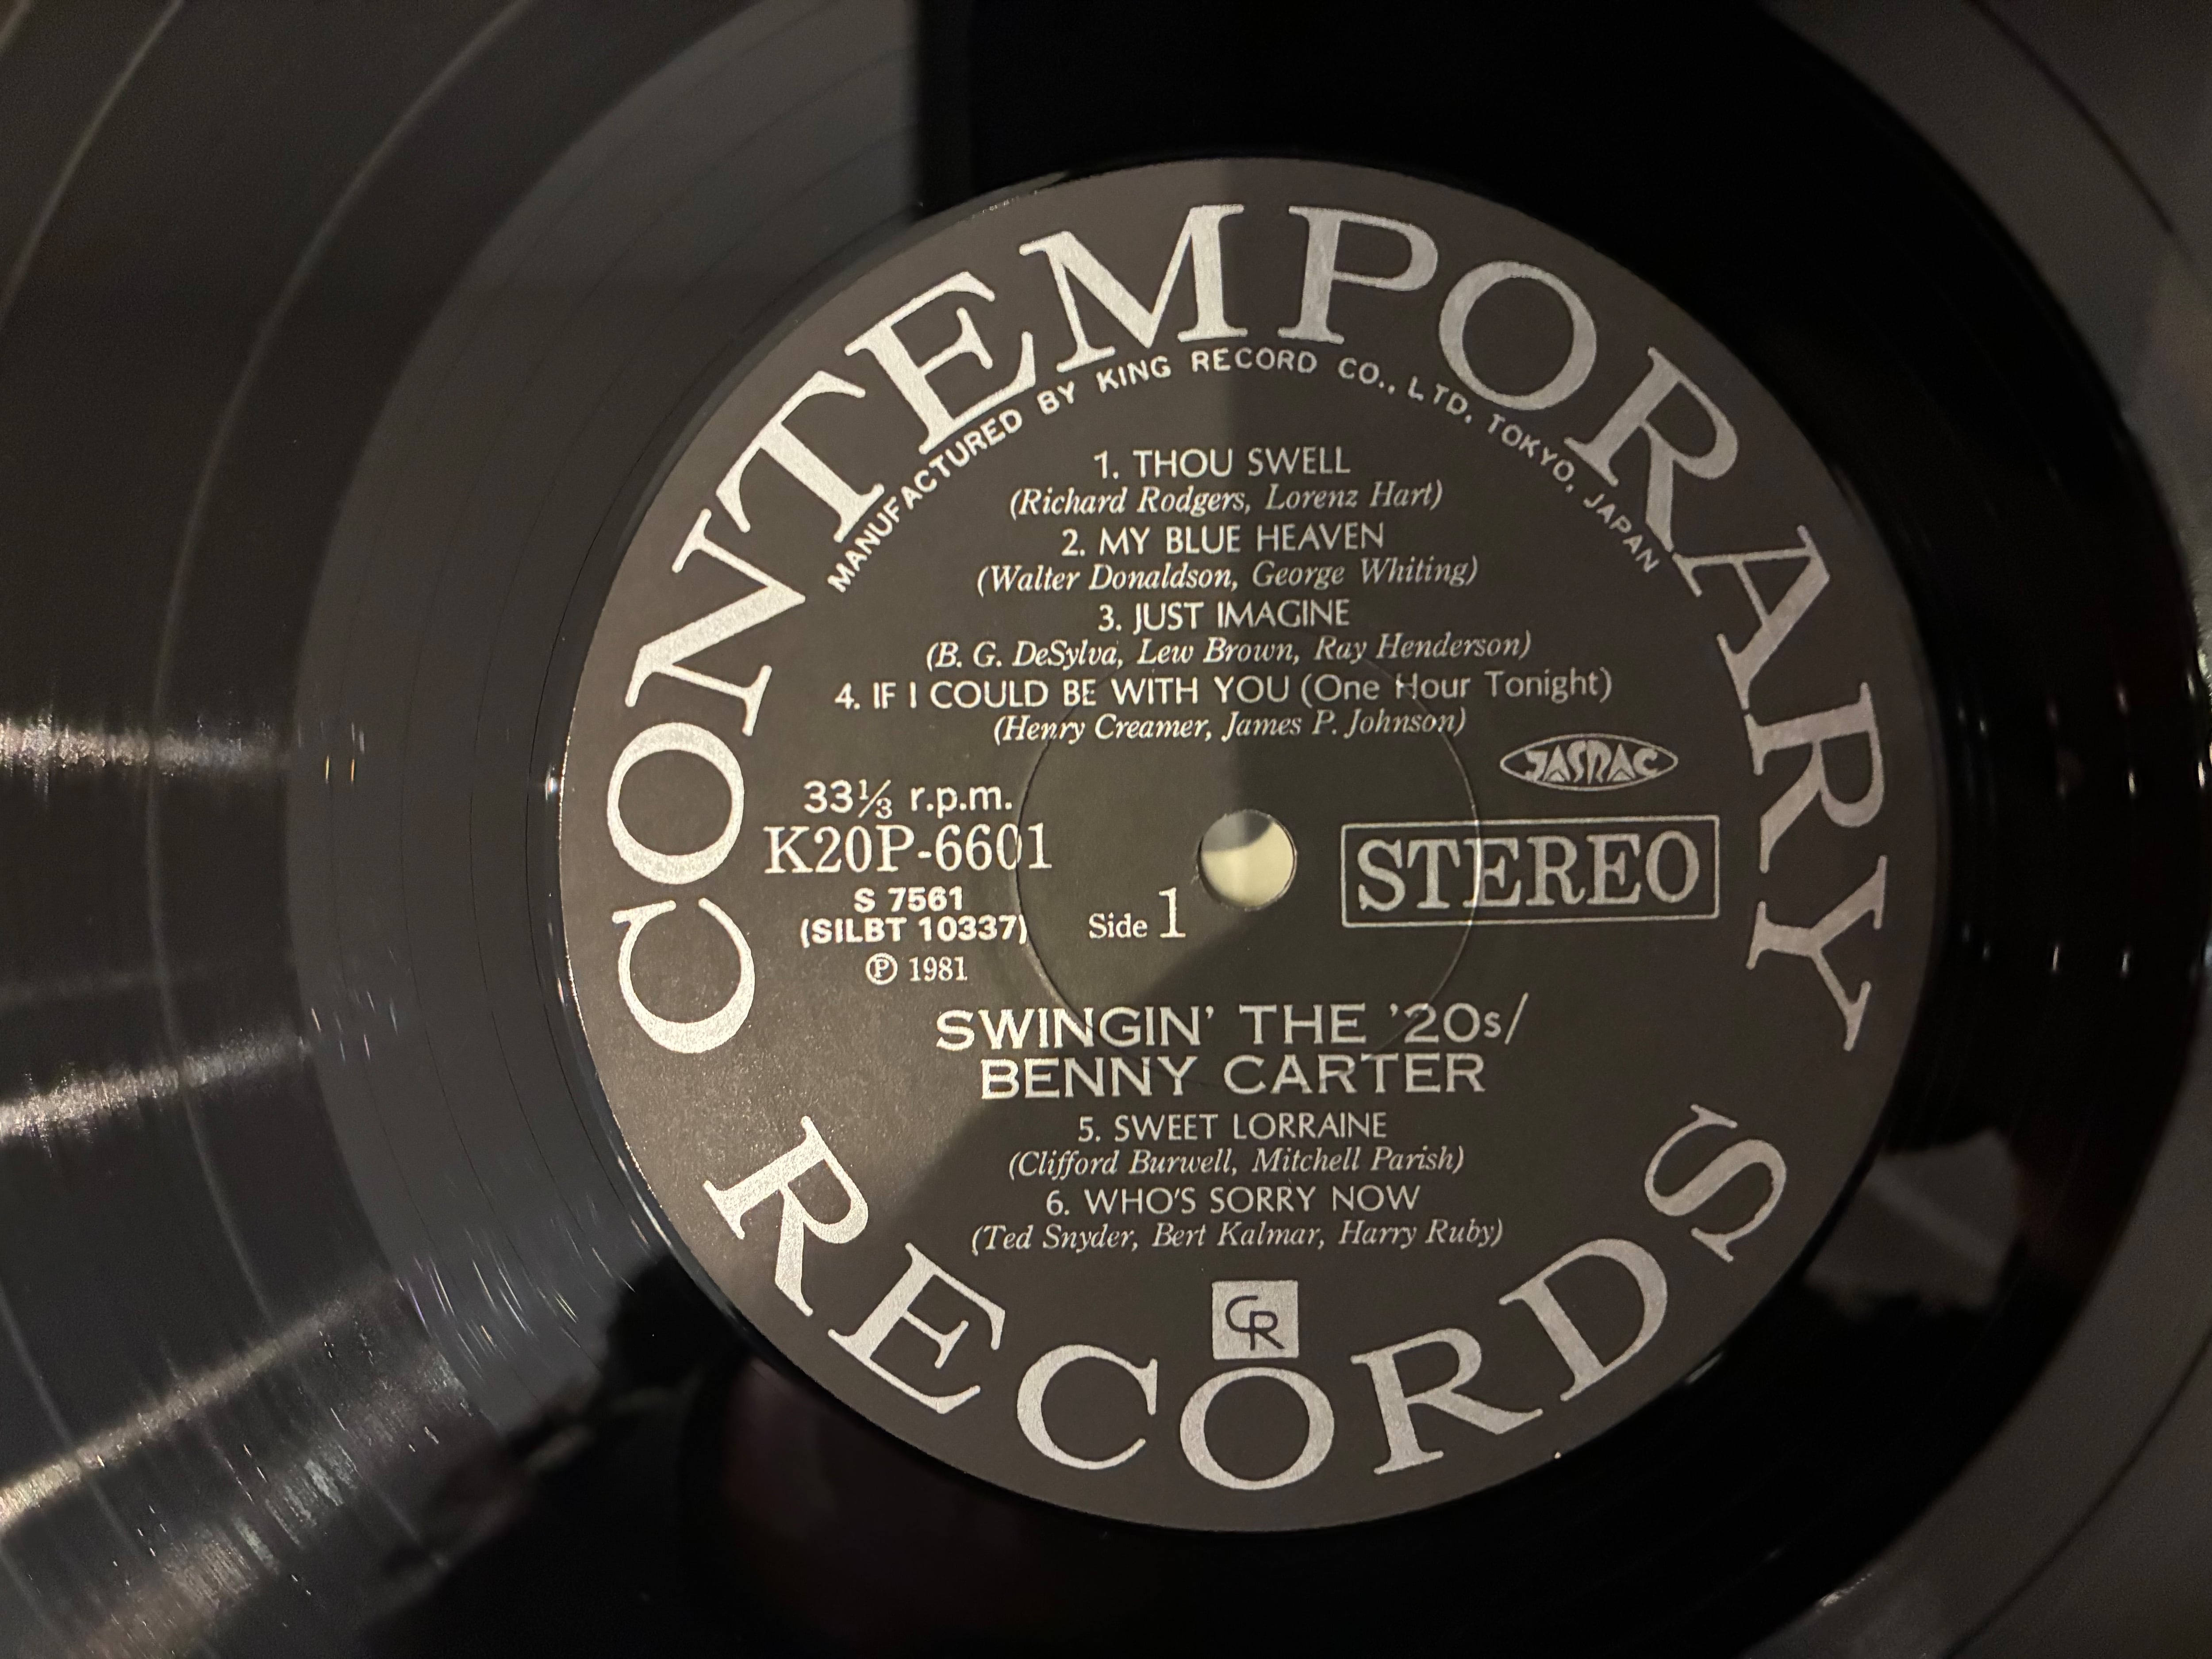 CONTEMPORARY
MANUFACTURED BY KING RECORD CO., LTD. TOKYO, JAPAN
1. THOU SWELL
(Richard Rodgers, Lorenz Hart)
2. MY BLUE HEAVEN
(Walter Donaldson, George Whiting)
3. JUST IMAGINE
(B. G. DeSylva, Lew Brown, Ray Henderson)
4. IF I COULD BE WITH YOU (One Hour Tonight)
(Henry Creamer, James P. Johnson)
JASRAC
33⅓ r.p.m.
K20P-6601
S 7561
(SILBT 10337)
℗ 1981
Side 1
STEREO
SWINGIN' THE '20s/
BENNY CARTER
5. SWEET LORRAINE
(Clifford Burwell, Mitchell Parish)
6. WHO'S SORRY NOW
(Ted Snyder, Bert Kalmar, Harry Ruby)
CR
RECORDS